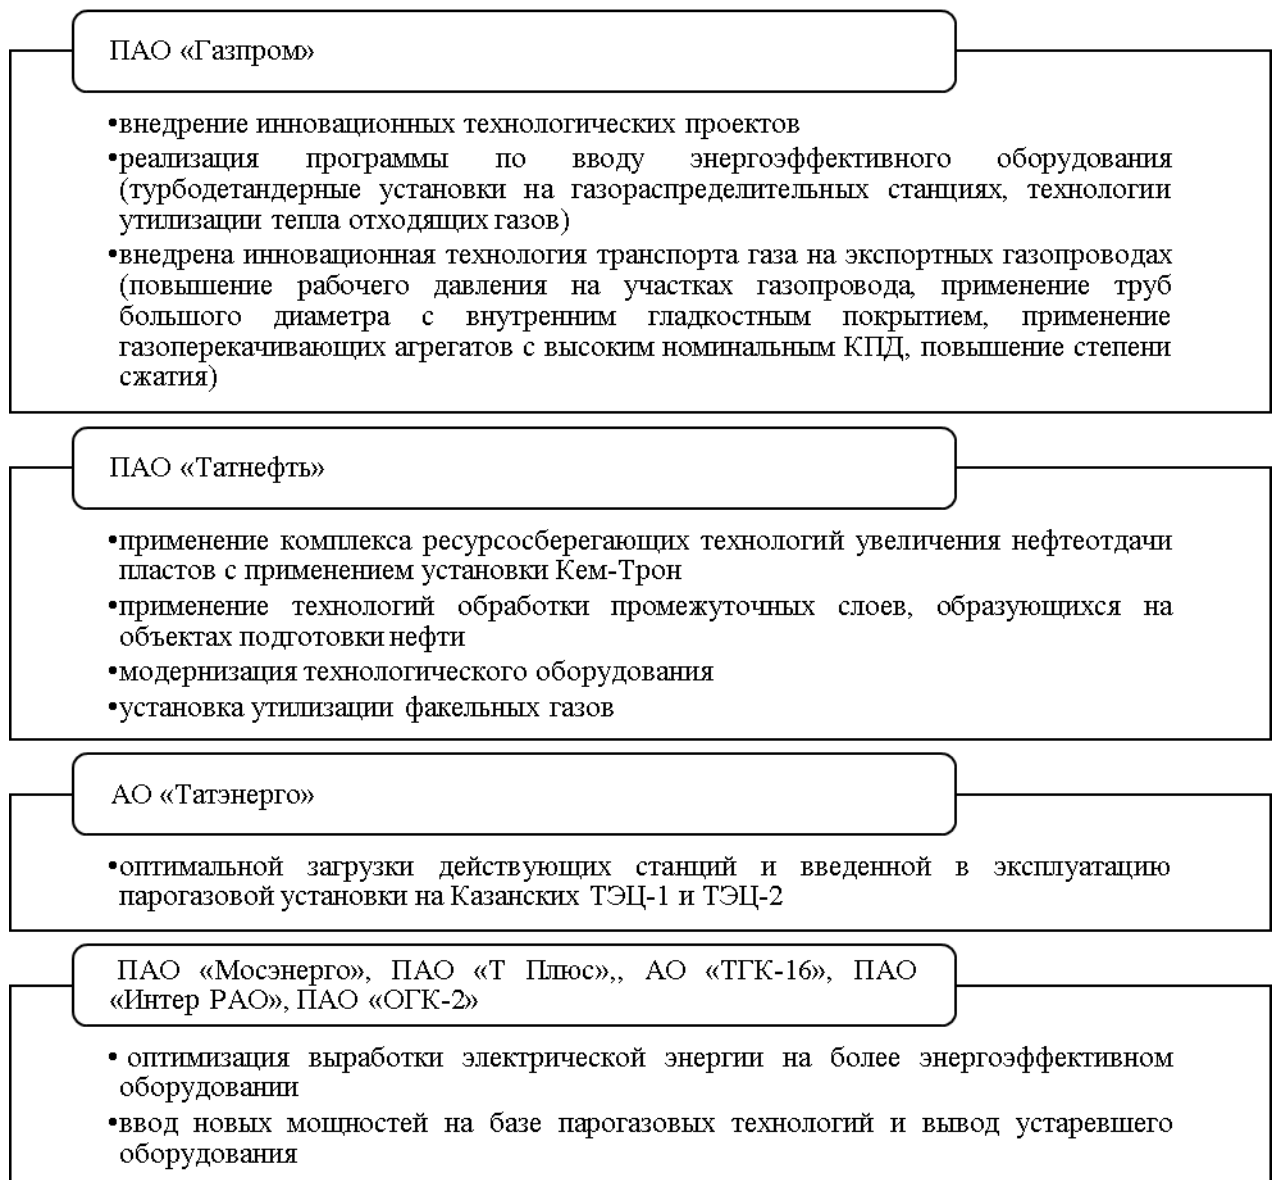 ПАО «Газпром»
•внедрение инновационных технологических проектов
•реализация программы по вводу энергоэффективного оборудования
(турбодетандерные установки на газораспределительных станциях, технологии
утилизации тепла отходящих газов)
•внедрена инновационная технология транспорта газа на экспортных газопроводах
(повышение рабочего давления на участках газопровода, применение труб
большого диаметра с внутренним гладкостным покрытием, применение
газоперекачивающих агрегатов с высоким номинальным КПД, повышение степени
сжатия)
ПАО «Татнефть»
•применение комплекса ресурсосберегающих технологий увеличения нефтеотдачи
пластов с применением установки Кем-Трон
•применение технологий обработки промежуточных слоев, образующихся на
объектах подготовки нефти
•модернизация технологического оборудования
•установка утилизации факельных газов
АО «Татэнерго»
•оптимальной загрузки действующих станций и введенной в эксплуатацию
парогазовой установки на Казанских ТЭЦ-1 и ТЭЦ-2
ПАО «Мосэнерго», ПАО «Т Плюс»,, АО «ТГК-16», ПАО
«Интер РАО», ПАО «ОГК-2»
• оптимизация выработки электрической энергии на более энергоэффективном
оборудовании
•ввод новых мощностей на базе парогазовых технологий и вывод устаревшего
оборудования